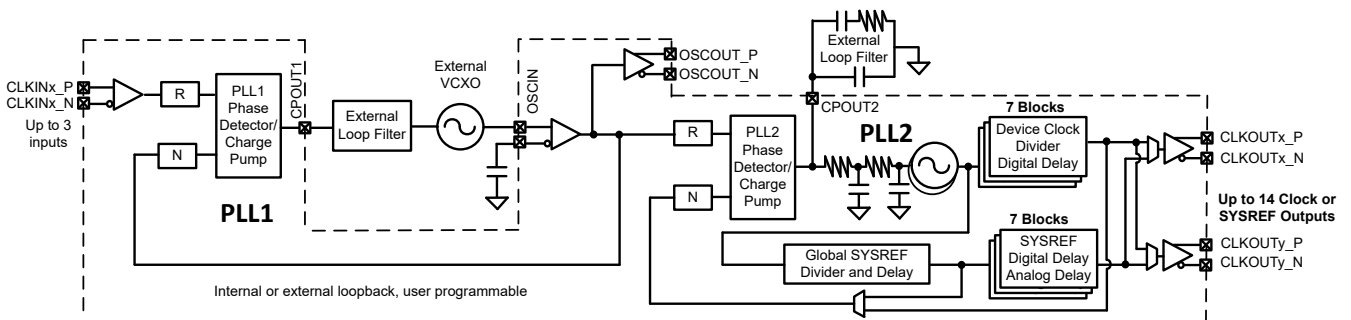 CLKINx_P
CLKINx_N
Up to 3
inputs
R
N
PLL1
Phase
Detector/
Charge
Pump
CPOUT1
PLL1
External
Loop Filter
External
VCXO
OSCIN
OSCOUT_P
OSCOUT_N
External
Loop Filter
CPOUT2
R
N
PLL2
Phase
Detector/
Charge
Pump
PLL2
7 Blocks
Device Clock
Divider
Digital Delay
CLKOUTx_P
CLKOUTx_N
Up to 14 Clock or
SYSREF Outputs
7 Blocks
SYSREF
Digital Delay
Analog Delay
Global SYSREF
Divider and Delay
CLKOUTy_P
CLKOUTy_N
Internal or external loopback, user programmable